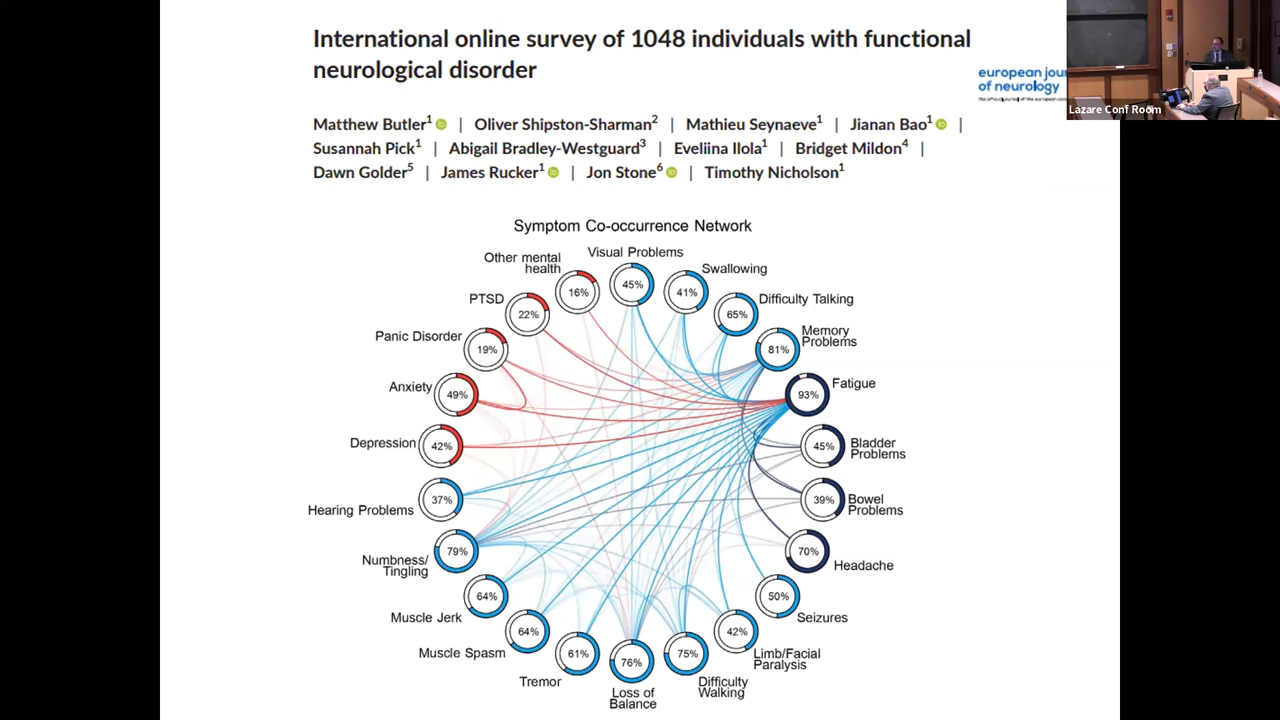 International online survey of 1048 individuals with functional
neurological disorder
european jou
of neurology
Lazare Conf Room
Matthew Butler1 | Oliver Shipston-Sharman2 | Mathieu Seynaeve1 | Jianan Bao1 |
Susannah Pick1 | Abigail Bradley-Westguard3 | Eveliina Ilola1 | Bridget Mildon4 |
Dawn Golder5 | James Rucker1 | Jon Stone6 | Timothy Nicholson1
Symptom Co-occurrence Network
Visual Problems
45%
Swallowing
41%
Difficulty Talking
65%
Memory
Problems
81%
Fatigue
93%
Bladder
Problems
45%
Bowel
Problems
39%
Headache
70%
Seizures
50%
Limb/Facial
Paralysis
42%
Difficulty
Walking
75%
Loss of
Balance
76%
Tremor
61%
Muscle Spasm
64%
Muscle Jerk
64%
Numbness/
Tingling
79%
Hearing Problems
37%
Depression
42%
Anxiety
49%
Panic Disorder
19%
PTSD
22%
Other mental
health
16%